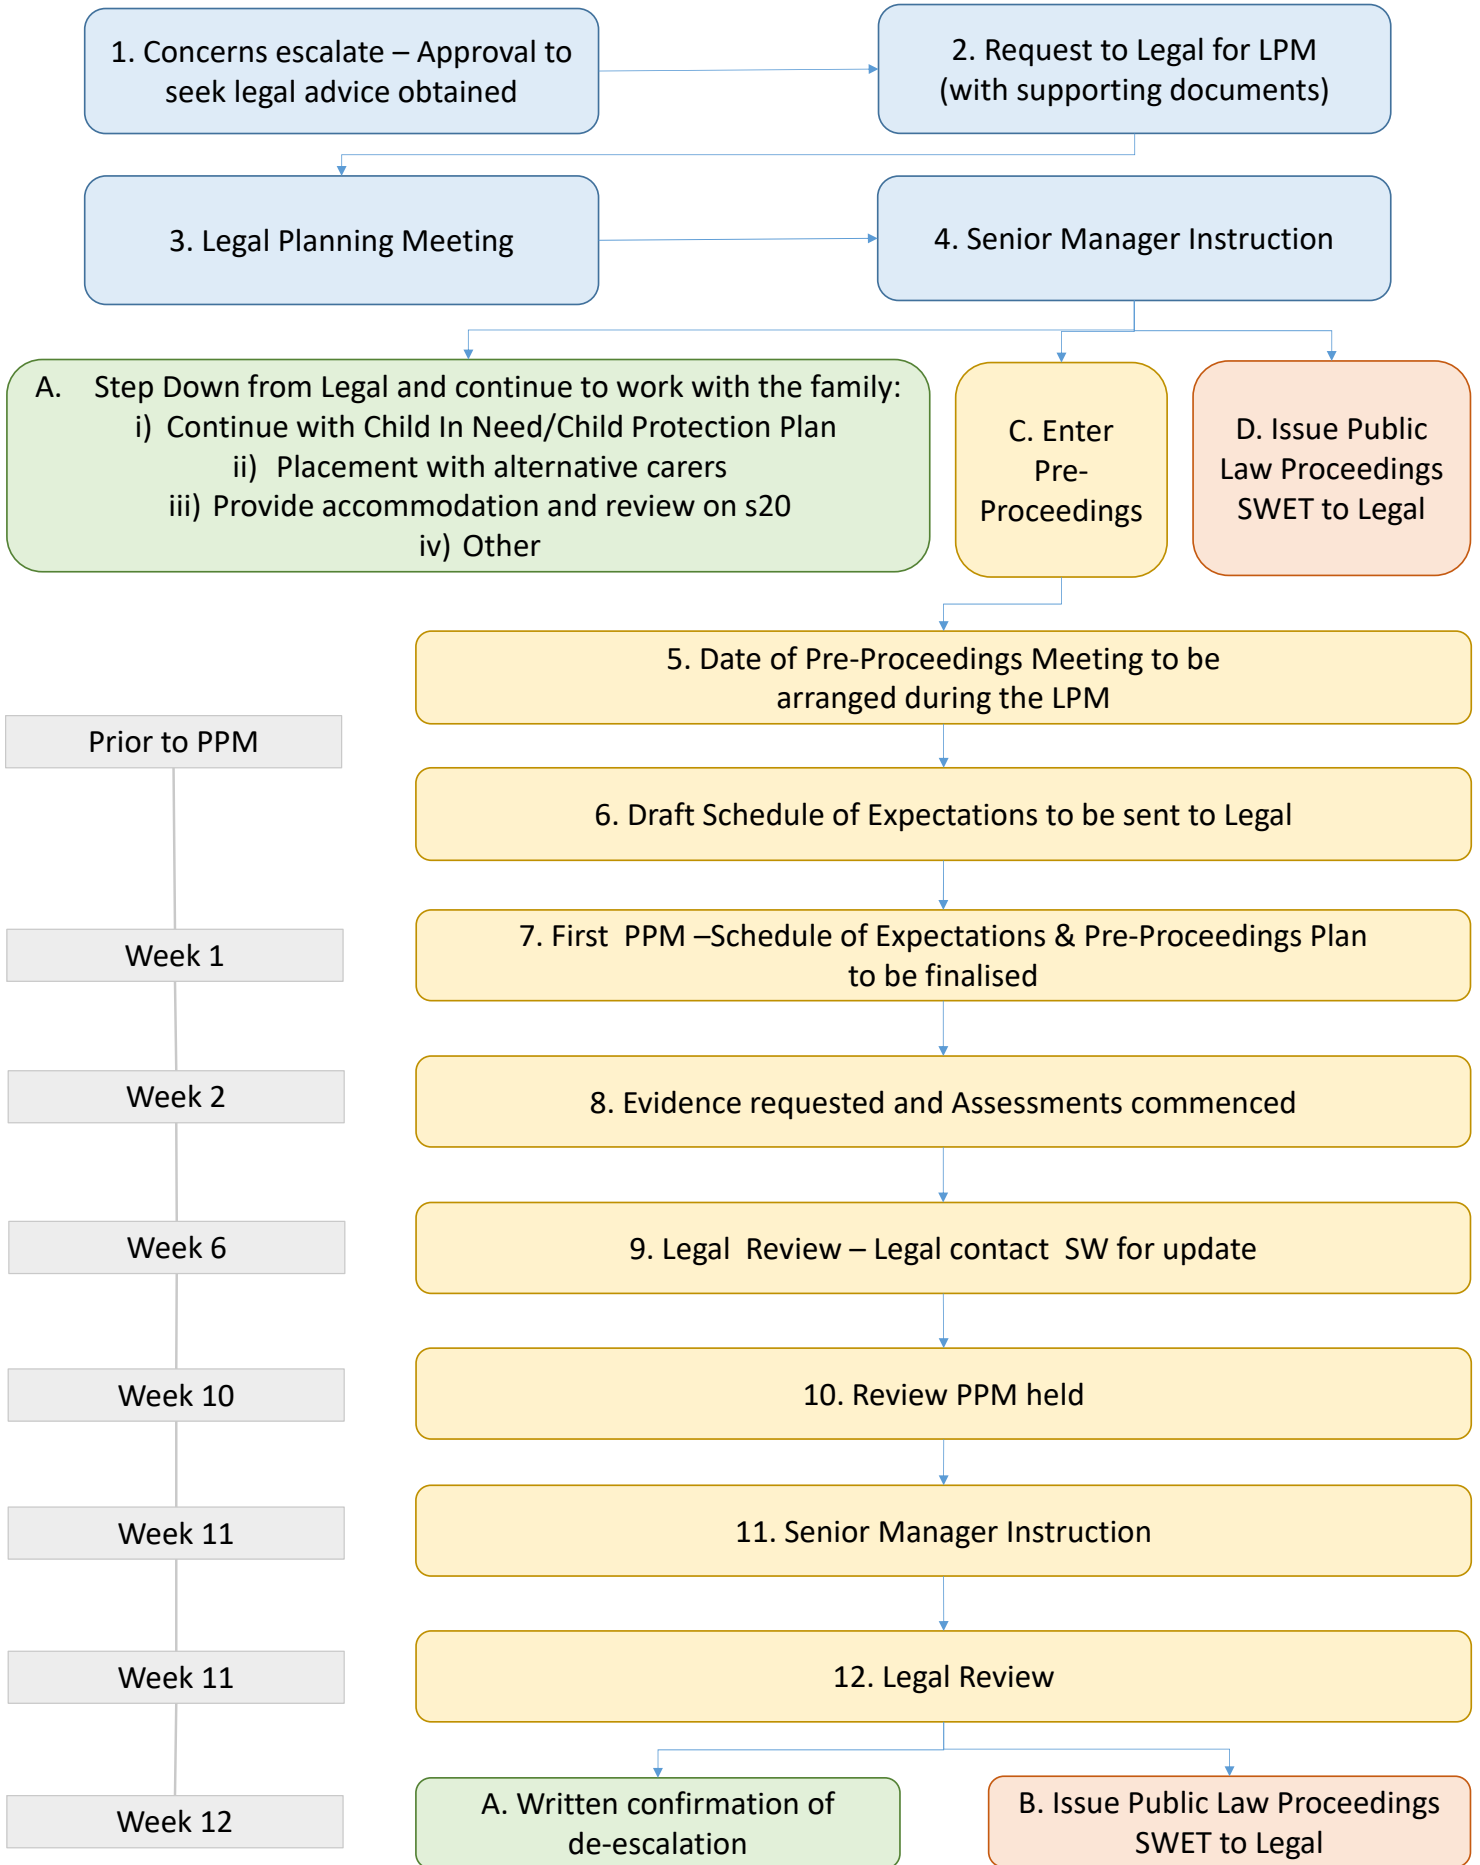 1. Concerns escalate – Approval to
seek legal advice obtained
2. Request to Legal for LPM
(with supporting documents)
3. Legal Planning Meeting
4. Senior Manager Instruction
A. Step Down from Legal and continue to work with the family:
i) Continue with Child In Need/Child Protection Plan
ii) Placement with alternative carers
iii) Provide accommodation and review on s20
iv) Other
C. Enter
Pre-
Proceedings
D. Issue Public
Law Proceedings
SWET to Legal
5. Date of Pre-Proceedings Meeting to be
arranged during the LPM
Prior to PPM
6. Draft Schedule of Expectations to be sent to Legal
Week 1
7. First PPM –Schedule of Expectations & Pre-Proceedings Plan
to be finalised
Week 2
8. Evidence requested and Assessments commenced
Week 6
9. Legal Review – Legal contact SW for update
Week 10
10. Review PPM held
Week 11
11. Senior Manager Instruction
Week 11
12. Legal Review
Week 12
A. Written confirmation of
de-escalation
B. Issue Public Law Proceedings
SWET to Legal